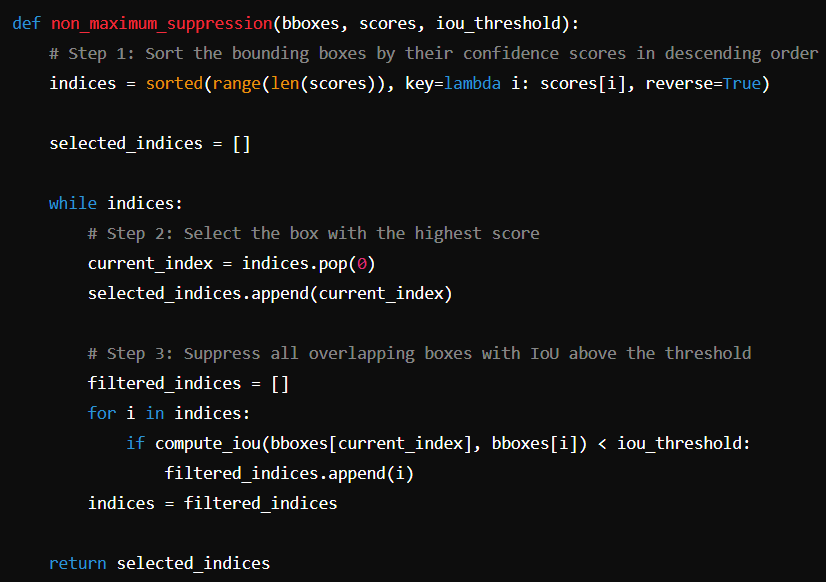 def non_maximum_suppression(bboxes, scores, iou_threshold):
    # Step 1: Sort the bounding boxes by their confidence scores in descending order
    indices = sorted(range(len(scores)), key=lambda i: scores[i], reverse=True)
    selected_indices = []
    while indices:
        # Step 2: Select the box with the highest score
        current_index = indices.pop(0)
        selected_indices.append(current_index)
        # Step 3: Suppress all overlapping boxes with IoU above the threshold
        filtered_indices = []
        for i in indices:
            if compute_iou(bboxes[current_index], bboxes[i]) < iou_threshold:
                filtered_indices.append(i)
        indices = filtered_indices
    return selected_indices